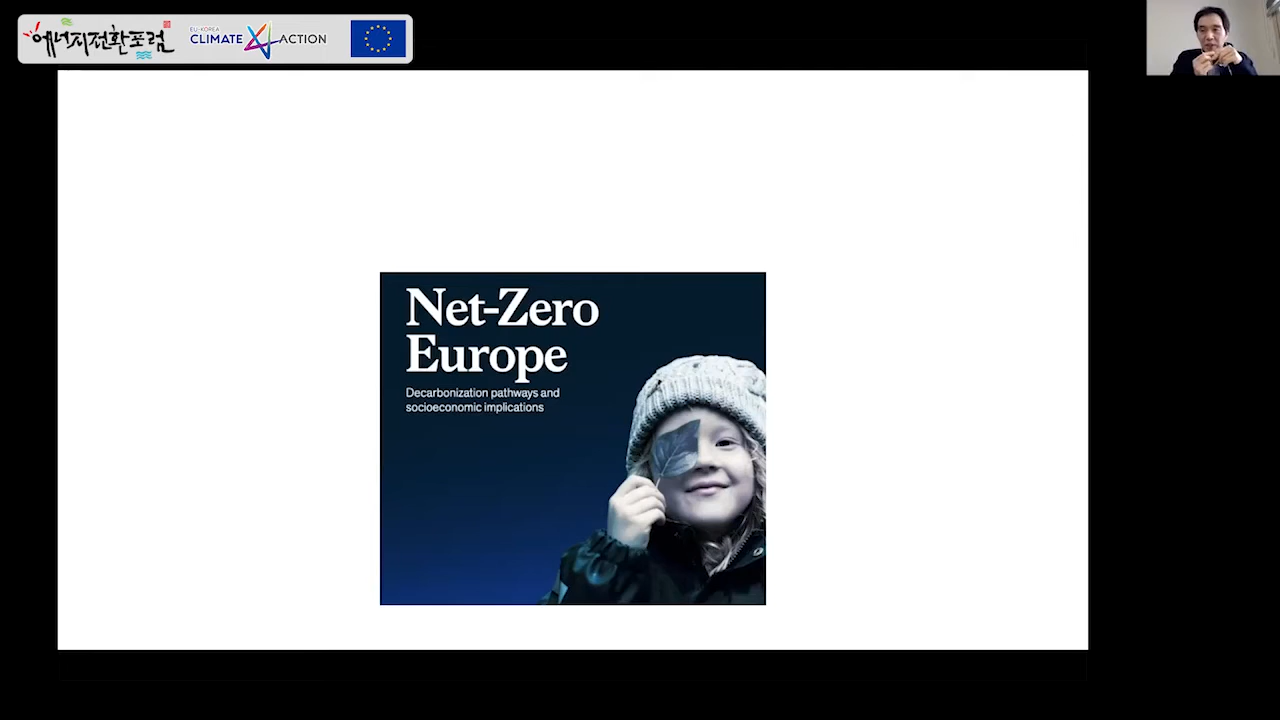 에너지전환포럼
EU-KOREA
CLIMATE ACTION
Net-Zero
Europe
Decarbonization pathways and
socioeconomic implications